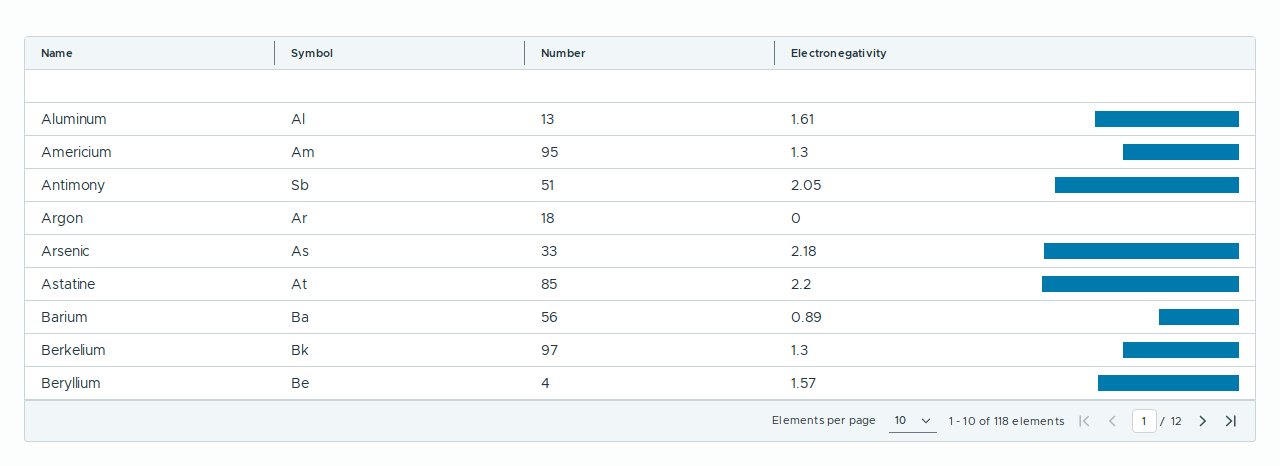 Name Symbol Number Electronegativity
Aluminum Al 13 1.61
Americium Am 95 1.3
Antimony Sb 51 2.05
Argon Ar 18 0
Arsenic As 33 2.18
Astatine At 85 2.2
Barium Ba 56 0.89
Berkelium Bk 97 1.3
Beryllium Be 4 1.57
Elements per page 10 1 - 10 of 118 elements 1 / 12